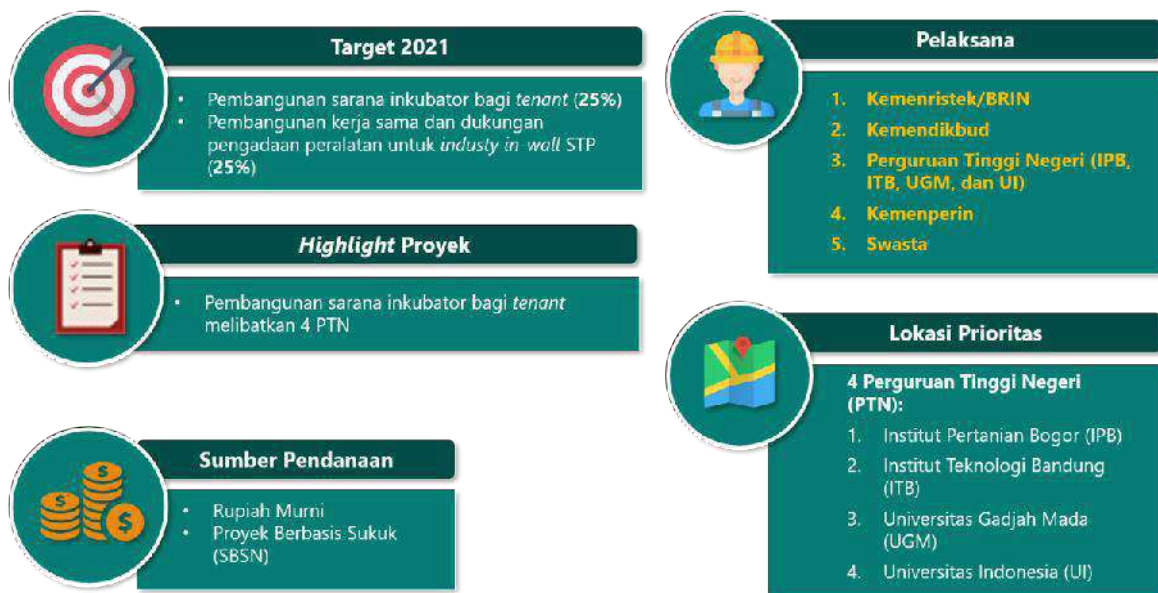 Target 2021
• Pembangunan sarana inkubator bagi tenant (25%)
• Pembangunan kerja sama dan dukungan
pengadaan peralatan untuk industy in-wall STP
(25%)
Highlight Proyek
• Pembangunan sarana inkubator bagi tenant
melibatkan 4 PTN
Sumber Pendanaan
• Rupiah Murni
• Proyek Berbasis Sukuk
(SBSN)
Pelaksana
1. Kemenristek/BRIN
2. Kemendikbud
3. Perguruan Tinggi Negeri (IPB,
ITB, UGM, dan UI)
4. Kemenperin
5. Swasta
Lokasi Prioritas
4 Perguruan Tinggi Negeri
(PTN):
1. Institut Pertanian Bogor (IPB)
2. Institut Teknologi Bandung
(ITB)
3. Universitas Gadjah Mada
(UGM)
4. Universitas Indonesia (UI)